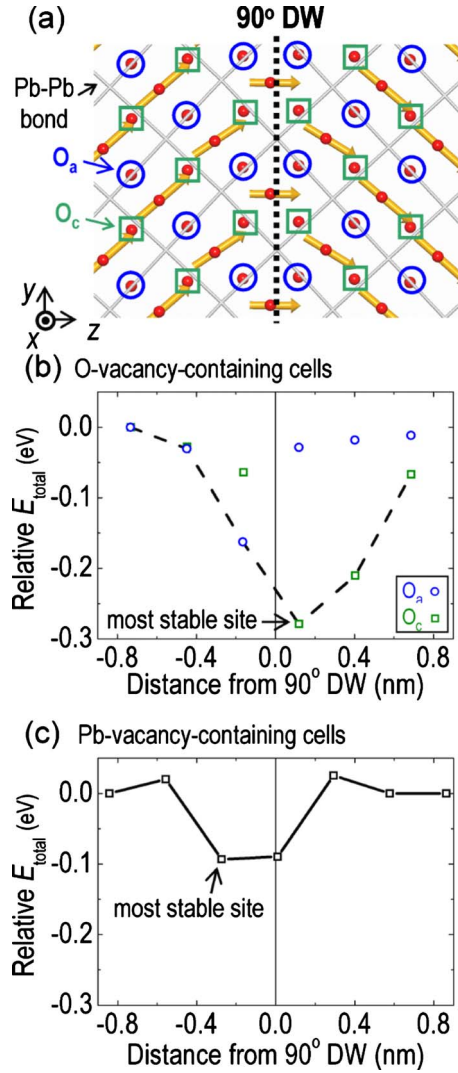 (a)
90° DW
Pb-Pb
bond
Oa
Oc
y
x
z
(b) O-vacancy-containing cells
0.0
-0.1
-0.2
-0.3
Relative Etotal (eV)
most stable site
Oa
Oc
-0.8 -0.4 0.0 0.4 0.8
Distance from 90° DW (nm)
(c) Pb-vacancy-containing cells
0.0
-0.1
-0.2
-0.3
Relative Etotal (eV)
most stable site
-0.8 -0.4 0.0 0.4 0.8
Distance from 90° DW (nm)